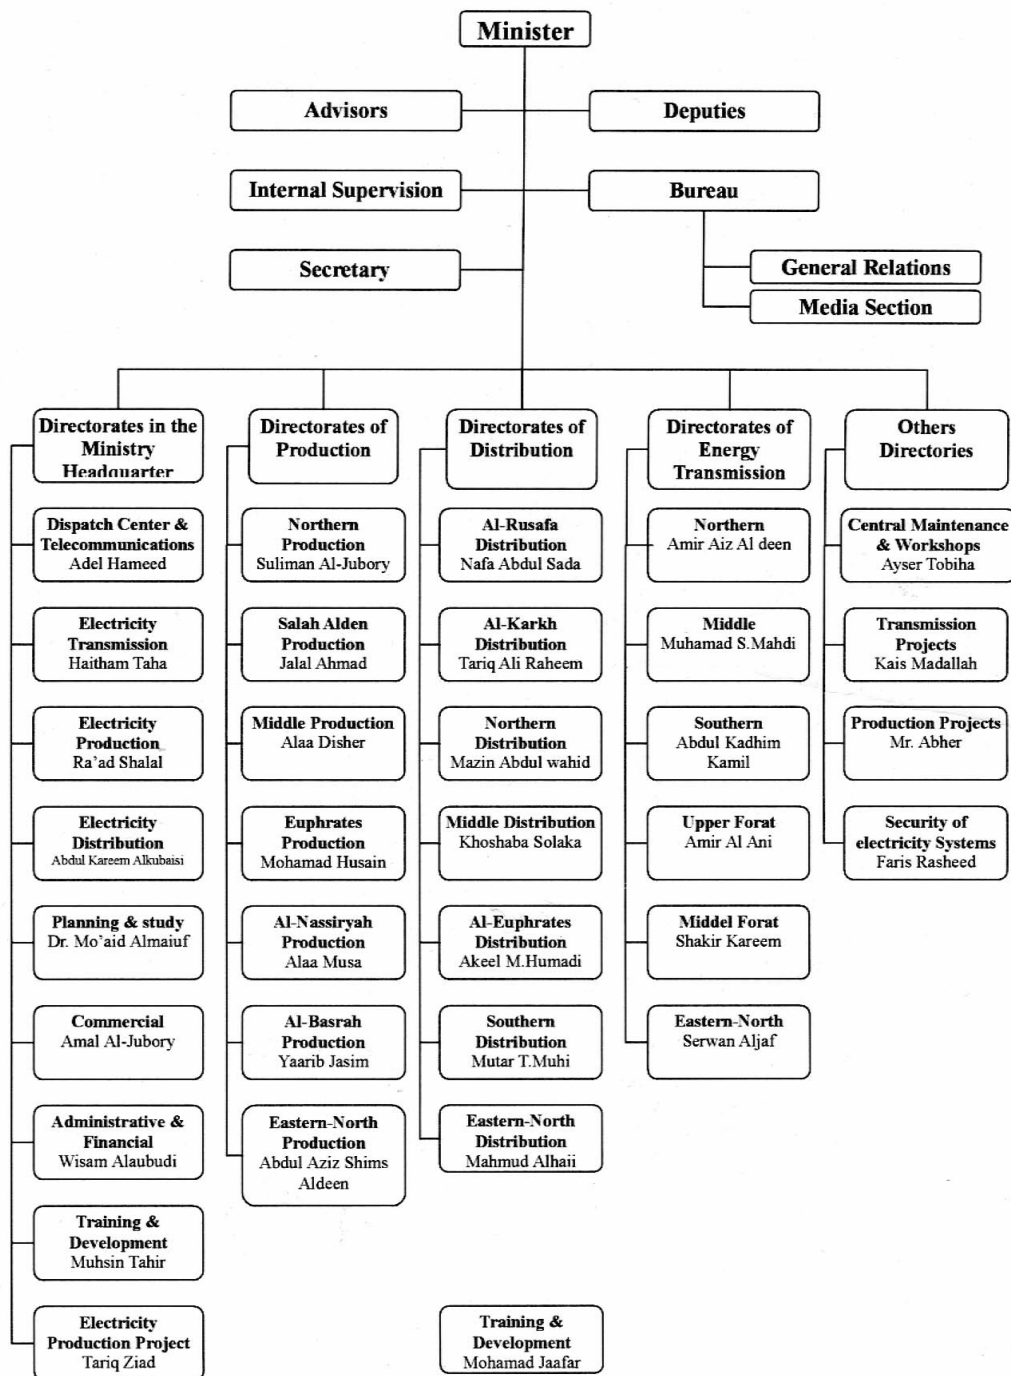 Minister
Advisors
Deputies
Internal Supervision
Bureau
Secretary
General Relations
Media Section
Directorates in the
Ministry
Headquarter
Dispatch Center &
Telecommunications
Adel Hameed
Electricity
Transmission
Haitham Taha
Electricity
Production
Ra'ad Shalal
Electricity
Distribution
Abdul Kareem Alkubaisi
Planning & study
Dr. Mo'aid Almaiuf
Commercial
Amal Al-Jubory
Administrative &
Financial
Wisam Alaubudi
Training &
Development
Muhsin Tahir
Electricity
Production Project
Tariq Ziad
Directorates of
Production
Northern
Production
Suliman Al-Jubory
Salah Alden
Production
Jalal Ahmad
Middle Production
Alaa Disher
Euphrates
Production
Mohamad Husain
Al-Nassiryah
Production
Alaa Musa
Al-Basrah
Production
Yaarib Jasim
Eastern-North
Production
Abdul Aziz Shims
Aldeen
Directorates of
Distribution
Al-Rusafa
Distribution
Nafa Abdul Sada
Al-Karkh
Distribution
Tariq Ali Raheem
Northern
Distribution
Mazin Abdul wahid
Middle Distribution
Khoshaba Solaka
Al-Euphrates
Distribution
Akeel M.Humadi
Southern
Distribution
Mutar T.Muhi
Eastern-North
Distribution
Mahmud Alhaii
Training &
Development
Mohamad Jaafar
Directorates of
Energy
Transmission
Northern
Amir Aiz Al deen
Middle
Muhamad S.Mahdi
Southern
Abdul Kadhim
Kamil
Upper Forat
Amir Al Ani
Middel Forat
Shakir Kareem
Eastern-North
Serwan Aljaf
Others
Directories
Central Maintenance
& Workshops
Ayser Tobiha
Transmission
Projects
Kais Madallah
Production Projects
Mr. Abher
Security of
electricity Systems
Faris Rasheed